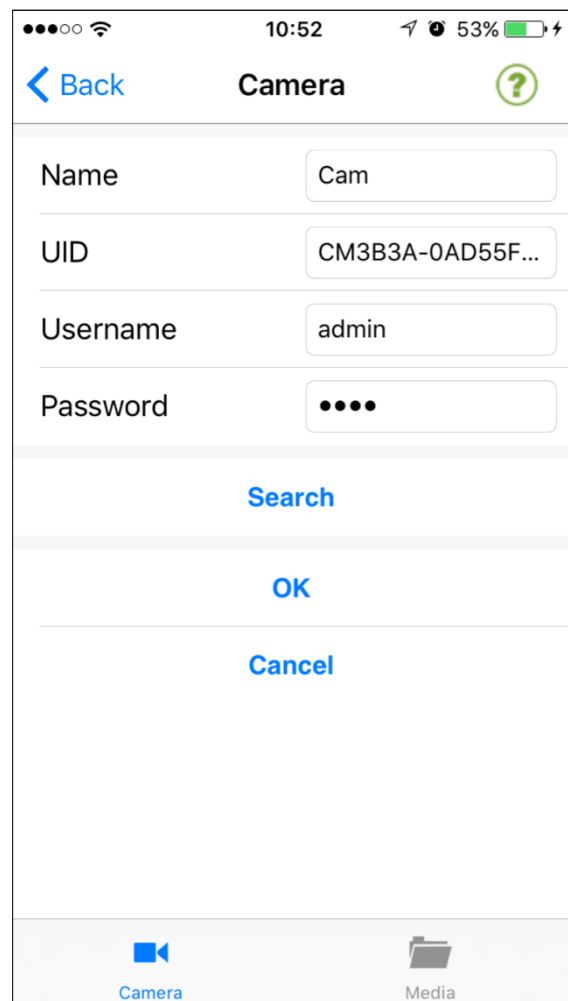 10:52 53%
Back Camera ?
Name Cam
UID CM3B3A-0AD55F...
Username admin
Password ••••
Search
OK
Cancel
Camera Media